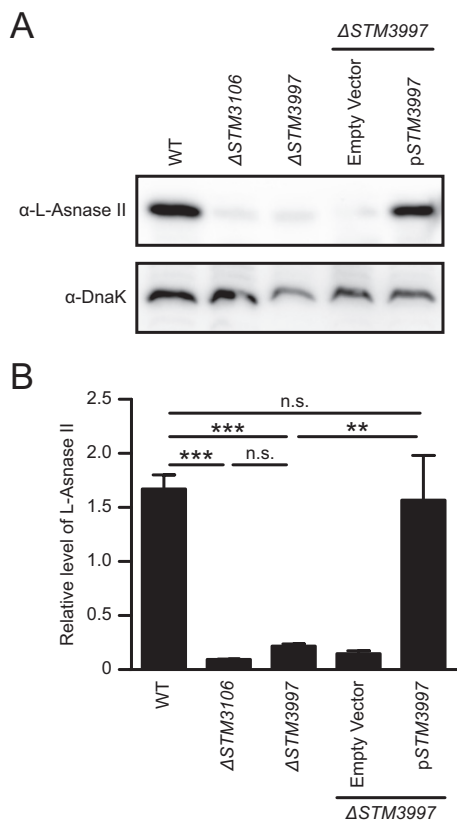 A
ΔSTM3997
WT
ΔSTM3106
ΔSTM3997
Empty Vector
pSTM3997
α-L-Asnase II
α-DnaK
B
Relative level of L-Asnase II
2.5
2.0
1.5
1.0
0.5
0
n.s.
*** **
*** n.s.
WT
ΔSTM3106
ΔSTM3997
Empty Vector
pSTM3997
ΔSTM3997